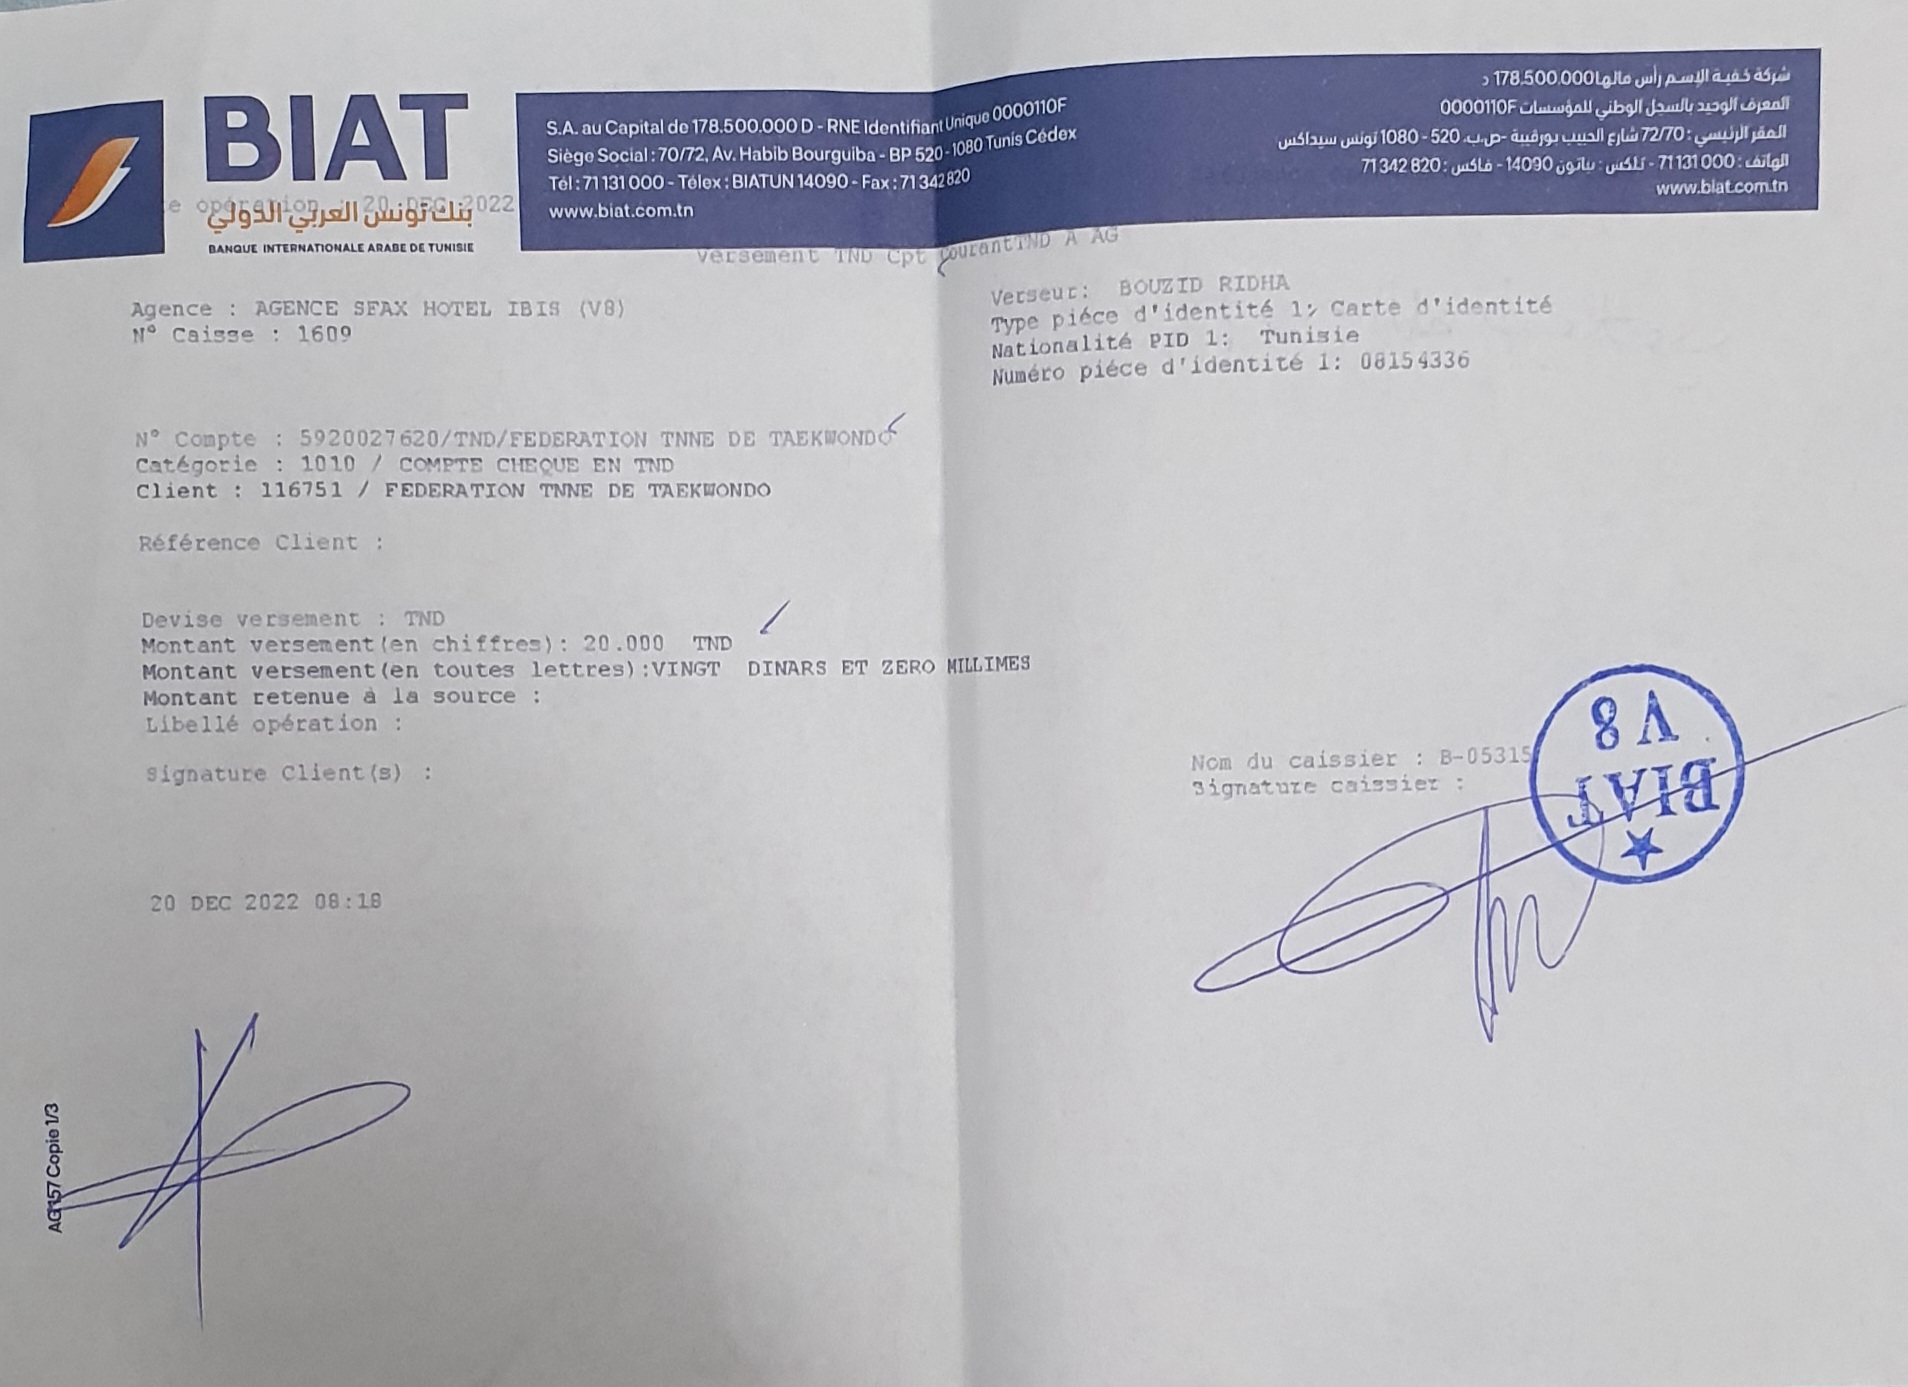 BIAT
بنك تونس العربي الدولي
BANQUE INTERNATIONALE ARABE DE TUNISIE
S.A. au Capital de 178.500.000 D - RNE Identifiant Unique 0000110F
Siège Social : 70/72, Av. Habib Bourguiba - BP 520 - 1080 Tunis Cédex
Tél : 71 131 000 - Télex : BIATUN 14090 - Fax : 71 342 820
www.biat.com.tn
شركة خفية الإسم رأس مالها 178.500.000 د
المعرف الوحيد بالسجل الوطني للمؤسسات 0000110F
المقر الرئيسي : 72/70 شارع الحبيب بورقيبة -ص.ب. 520 - 1080 تونس سيداكس
الهاتف : 71 131 000 - تلكس : بياتون 14090 - فاكس : 71 342 820
www.biat.com.tn
e opération : 20 DEC 2022
Versement TND Cpt CourantTND A AG
Agence : AGENCE SFAX HOTEL IBIS (V8)
N° Caisse : 1609
Verseur: BOUZID RIDHA
Type piéce d'identité 1: Carte d'identité
Nationalité PID 1: Tunisie
Numéro piéce d'identité 1: 08154336
N° Compte : 5920027620/TND/FEDERATION TNNE DE TAEKWONDO
Catégorie : 1010 / COMPTE CHEQUE EN TND
Client : 116751 / FEDERATION TNNE DE TAEKWONDO
Référence Client :
Devise versement : TND
Montant versement(en chiffres): 20.000 TND
Montant versement(en toutes lettres):VINGT DINARS ET ZERO MILLIMES
Montant retenue à la source :
Libellé opération :
Signature Client(s) :
Nom du caissier : B-05315
Signature caissier :
BIAT
V8
20 DEC 2022 08:18
AG157 Copie 1/3